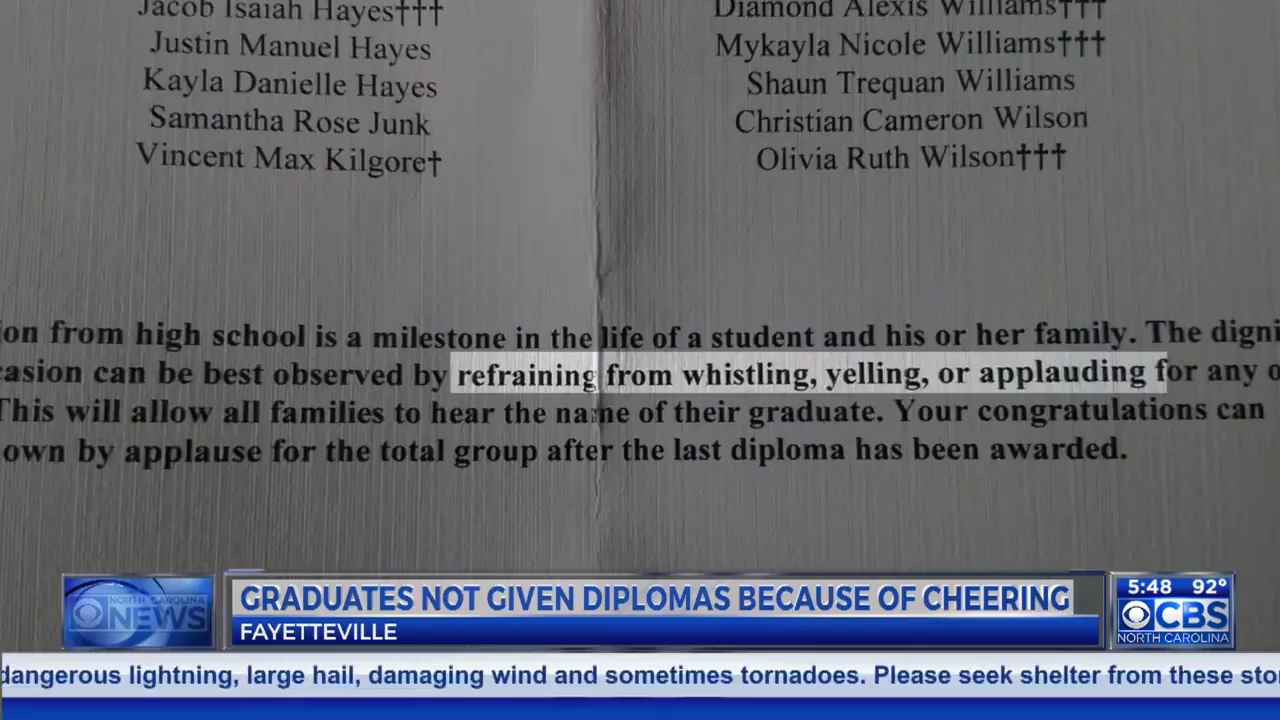 Jacob Isaiah Hayes†††
Justin Manuel Hayes
Kayla Danielle Hayes
Samantha Rose Junk
Vincent Max Kilgore†
Diamond Alexis Williams†††
Mykayla Nicole Williams†††
Shaun Trequan Williams
Christian Cameron Wilson
Olivia Ruth Wilson†††
ion from high school is a milestone in the life of a student and his or her family. The digni
casion can be best observed by refraining from whistling, yelling, or applauding for any o
This will allow all families to hear the name of their graduate. Your congratulations can
own by applause for the total group after the last diploma has been awarded.
NORTH CAROLINA
NEWS
GRADUATES NOT GIVEN DIPLOMAS BECAUSE OF CHEERING
FAYETTEVILLE
5:48 92°
CBS
NORTH CAROLINA
dangerous lightning, large hail, damaging wind and sometimes tornadoes. Please seek shelter from these sto